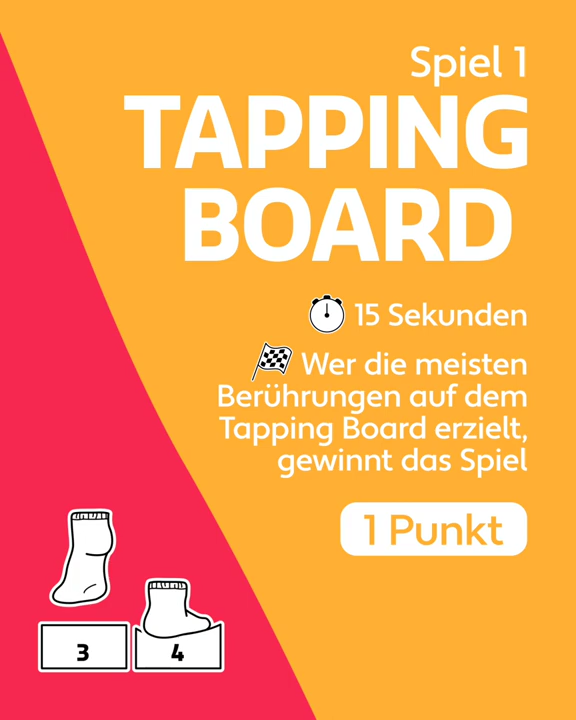 Spiel 1
TAPPING
BOARD
15 Sekunden
Wer die meisten
Berührungen auf dem
Tapping Board erzielt,
gewinnt das Spiel
1 Punkt
3
4